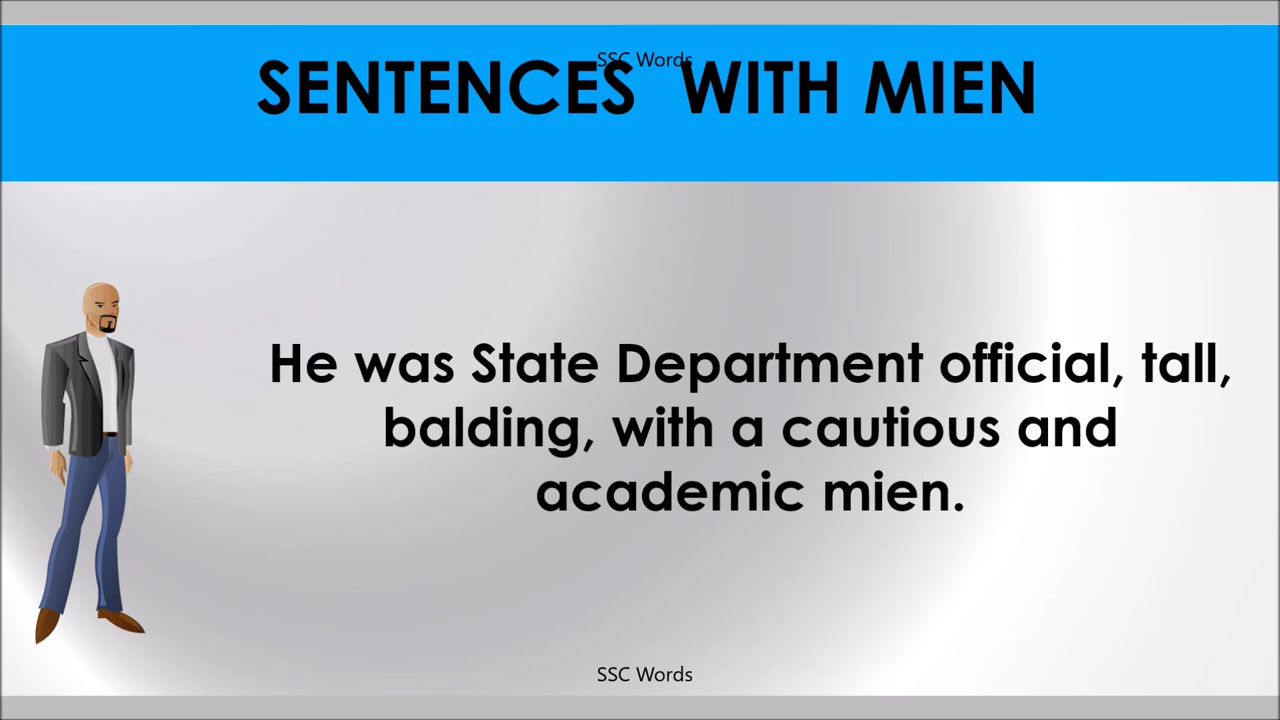 SSC Words
SENTENCES WITH MIEN
He was State Department official, tall,
balding, with a cautious and
academic mien.
SSC Words